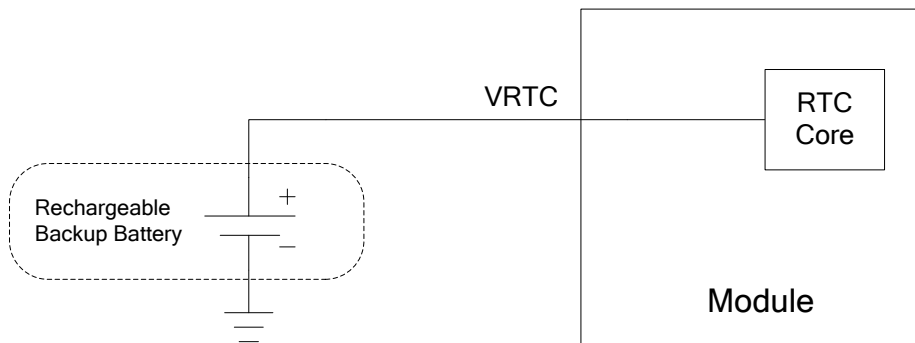 VRTC
RTC
Core
Rechargeable
Backup Battery
+
−
Module